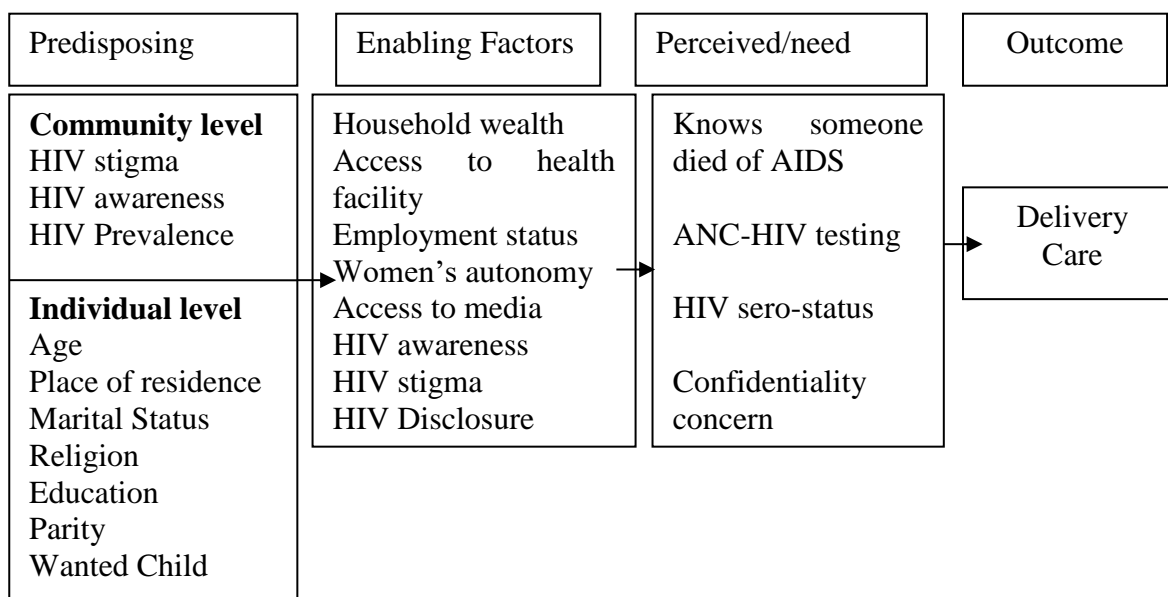 Predisposing
Enabling Factors
Perceived/need
Outcome
Community level
HIV stigma
HIV awareness
HIV Prevalence
Individual level
Age
Place of residence
Marital Status
Religion
Education
Parity
Wanted Child
Household wealth
Access to health
facility
Employment status
Women’s autonomy
Access to media
HIV awareness
HIV stigma
HIV Disclosure
Knows someone
died of AIDS
ANC-HIV testing
HIV sero-status
Confidentiality
concern
Delivery
Care